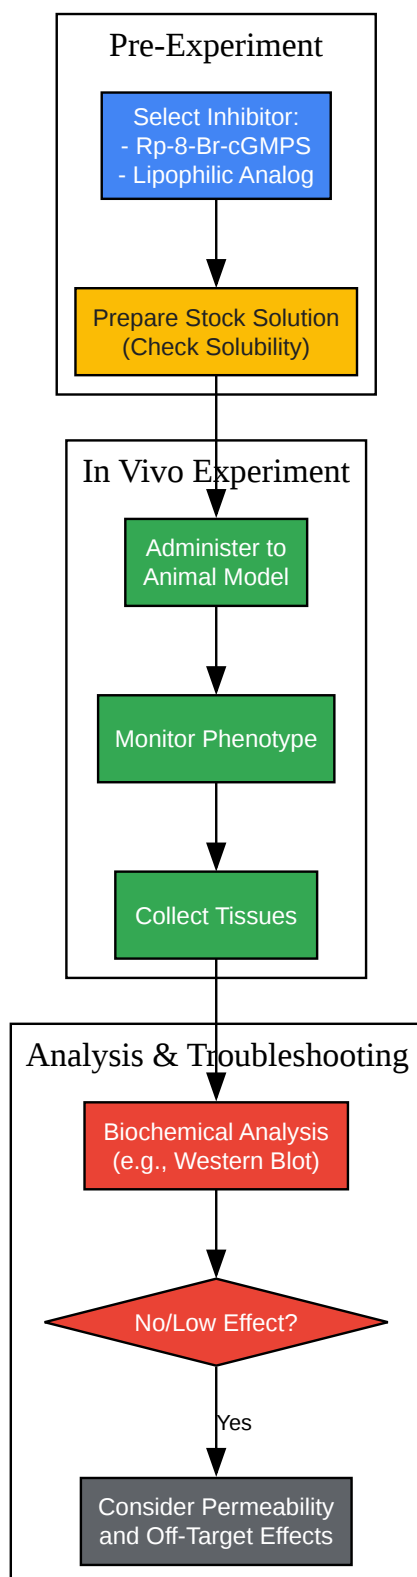 Pre-Experiment
Select Inhibitor:
- Rp-8-Br-cGMPS
- Lipophilic Analog
Prepare Stock Solution
(Check Solubility)
In Vivo Experiment
Administer to
Animal Model
Monitor Phenotype
Collect Tissues
Analysis & Troubleshooting
Biochemical Analysis
(e.g., Western Blot)
No/Low Effect?
Yes
Consider Permeability
and Off-Target Effects